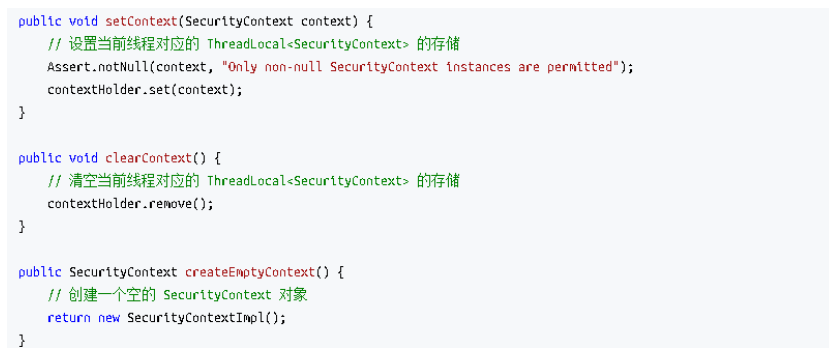 public void setContext(SecurityContext context) {
    // 设置当前线程对应的 ThreadLocal<SecurityContext> 的存储
    Assert.notNull(context, "Only non-null SecurityContext instances are permitted");
    contextHolder.set(context);
}

public void clearContext() {
    // 清空当前线程对应的 ThreadLocal<SecurityContext> 的存储
    contextHolder.remove();
}

public SecurityContext createEmptyContext() {
    // 创建一个空的 SecurityContext 对象
    return new SecurityContextImpl();
}